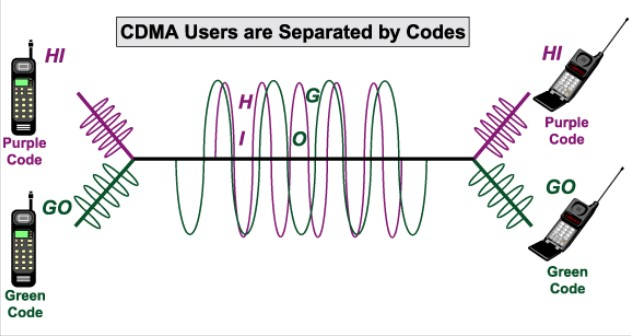 CDMA Users are Separated by Codes
HI
Purple
Code
GO
Green
Code
H
I
G
O
HI
Purple
Code
GO
Green
Code